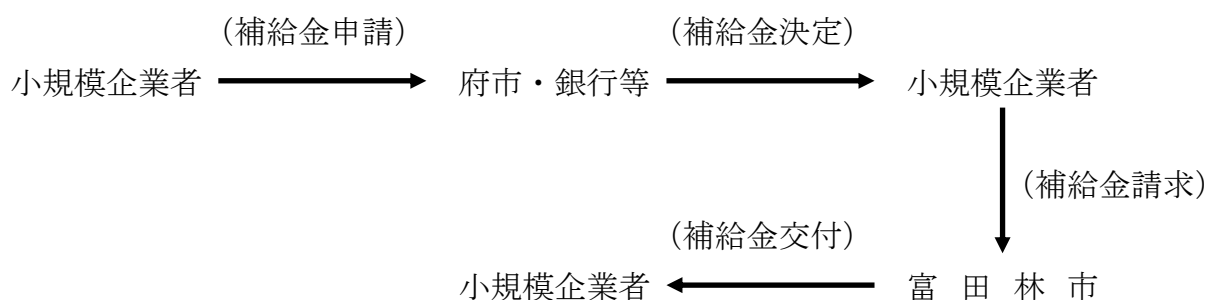 （補給金申請）
（補給金決定）
小規模企業者
府市・銀行等
小規模企業者
（補給金請求）
（補給金交付）
小規模企業者
富田林市